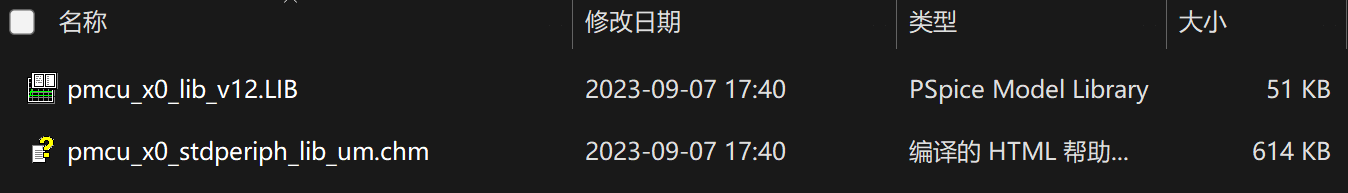 名称 修改日期 类型 大小
pmcu_x0_lib_v12.LIB 2023-09-07 17:40 PSpice Model Library 51 KB
pmcu_x0_stdperiph_lib_um.chm 2023-09-07 17:40 编译的 HTML 帮助... 614 KB